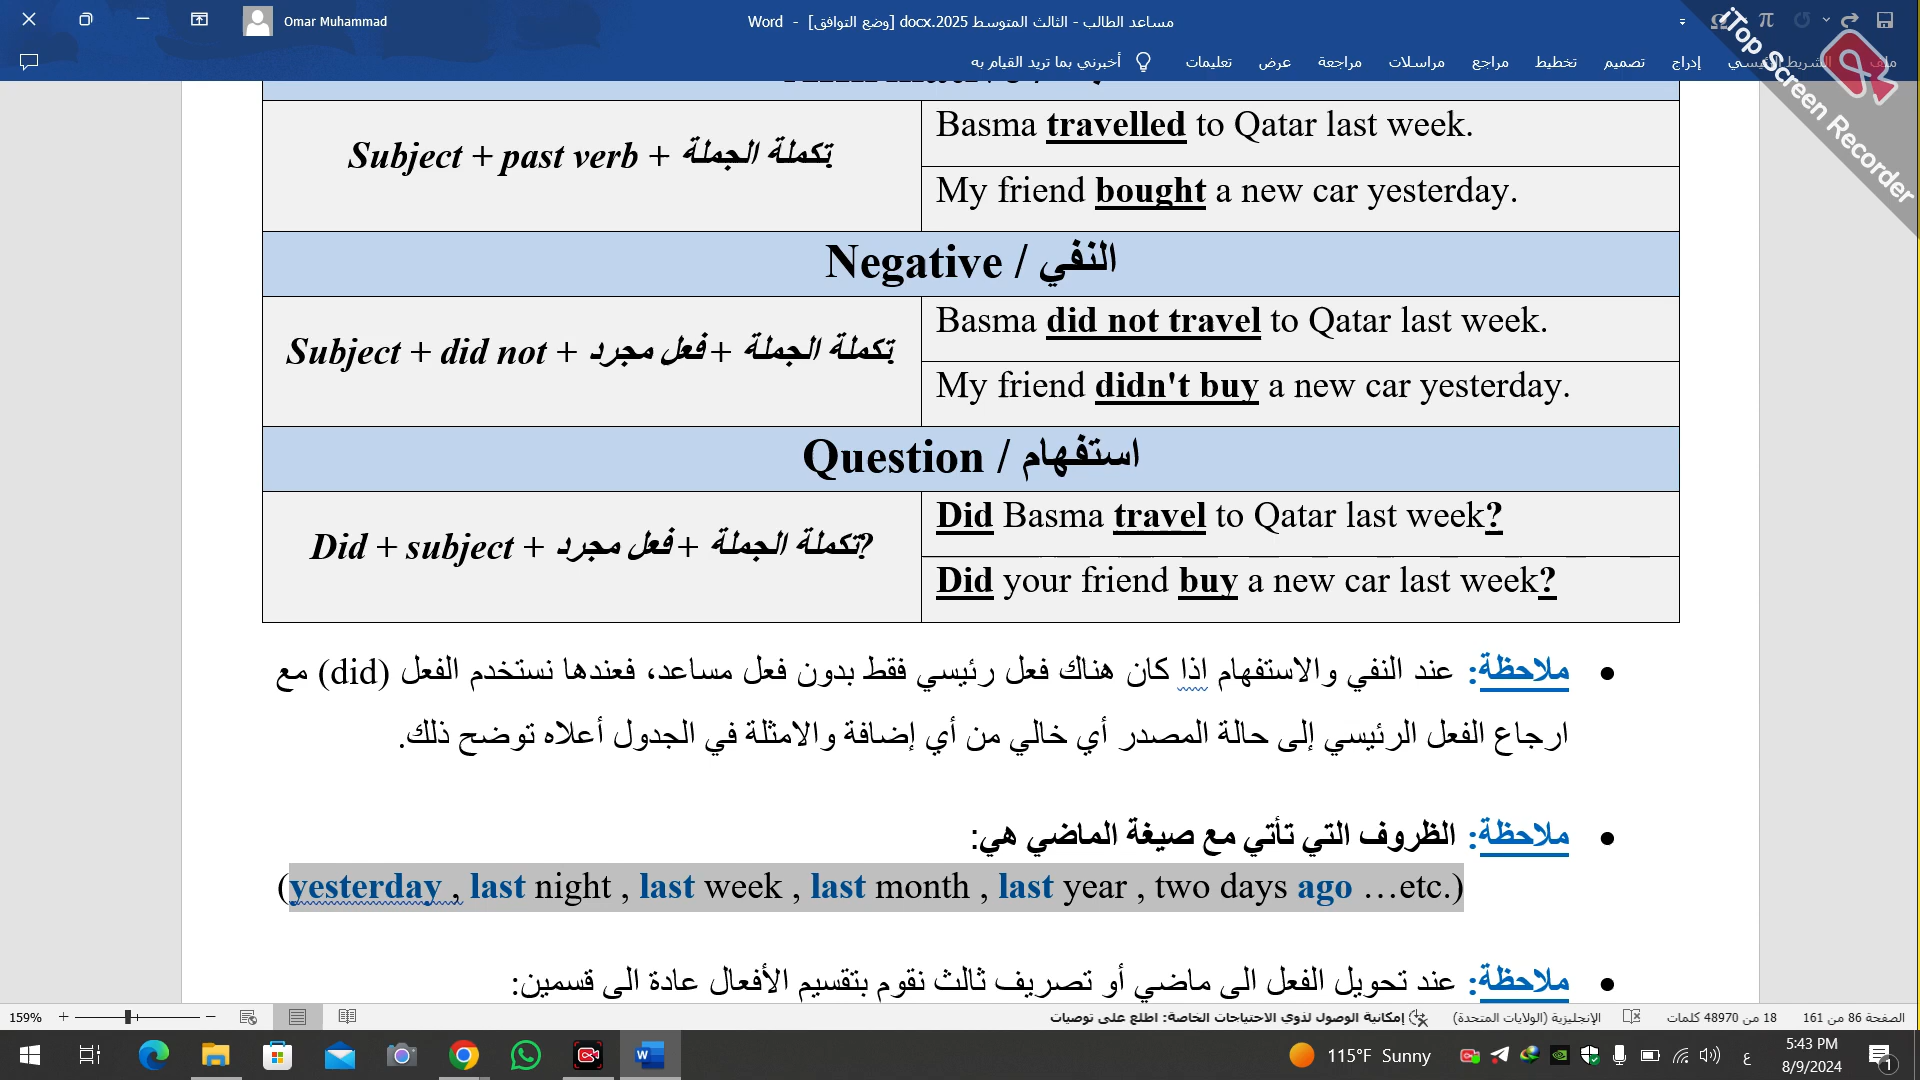 Omar Muhammad
مساعد الطالب - الثالث المتوسط 2025.docx [وضع التوافق] - Word
ملف الشريط الرئيسي إدراج تصميم تخطيط مراجع مراسلات مراجعة عرض تعليمات أخبرني بما تريد القيام به
iTop Screen Recorder
Subject + past verb + تكملة الجملة
Basma travelled to Qatar last week.
My friend bought a new car yesterday.
Negative / النفي
Subject + did not + فعل مجرد + تكملة الجملة
Basma did not travel to Qatar last week.
My friend didn't buy a new car yesterday.
Question / استفهام
Did + subject + فعل مجرد + تكملة الجملة?
Did Basma travel to Qatar last week?
Did your friend buy a new car last week?
• ملاحظة: عند النفي والاستفهام اذا كان هناك فعل رئيسي فقط بدون فعل مساعد، فعندها نستخدم الفعل (did) مع
ارجاع الفعل الرئيسي إلى حالة المصدر أي خالي من أي إضافة والامثلة في الجدول أعلاه توضح ذلك.
• ملاحظة: الظروف التي تأتي مع صيغة الماضي هي:
(yesterday , last night , last week , last month , last year , two days ago …etc.)
• ملاحظة: عند تحويل الفعل الى ماضي أو تصريف ثالث نقوم بتقسيم الأفعال عادة الى قسمين:
الصفحة 86 من 161 18 من 48970 كلمات الإنجليزية (الولايات المتحدة) إمكانية الوصول لذوي الاحتياجات الخاصة: اطلع على توصيات 159%
115°F Sunny
ع
5:43 PM
8/9/2024
1